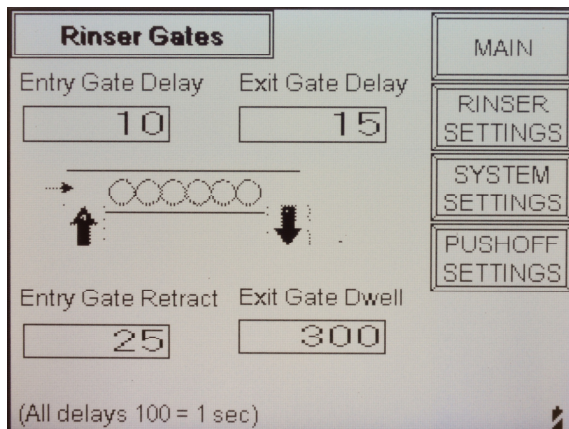 Rinser Gates
MAIN
Entry Gate Delay
Exit Gate Delay
10
15
RINSER
SETTINGS
SYSTEM
SETTINGS
PUSHOFF
SETTINGS
Entry Gate Retract
Exit Gate Dwell
25
300
(All delays 100 = 1 sec)